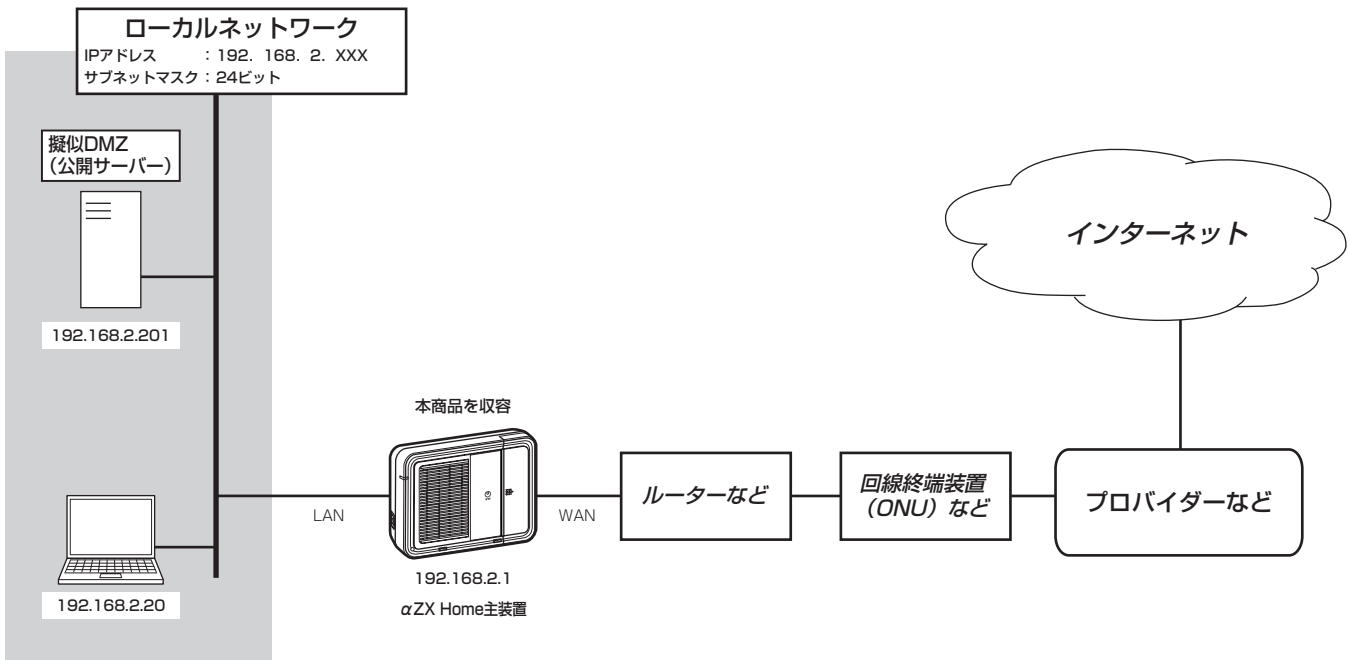 ローカルネットワーク
IPアドレス　　　：192. 168. 2. XXX
サブネットマスク：24ビット
擬似DMZ
（公開サーバー）
192.168.2.201
インターネット
本商品を収容
ルーターなど
回線終端装置
（ONU）など
プロバイダーなど
LAN
WAN
192.168.2.1
αZX Home主装置
192.168.2.20